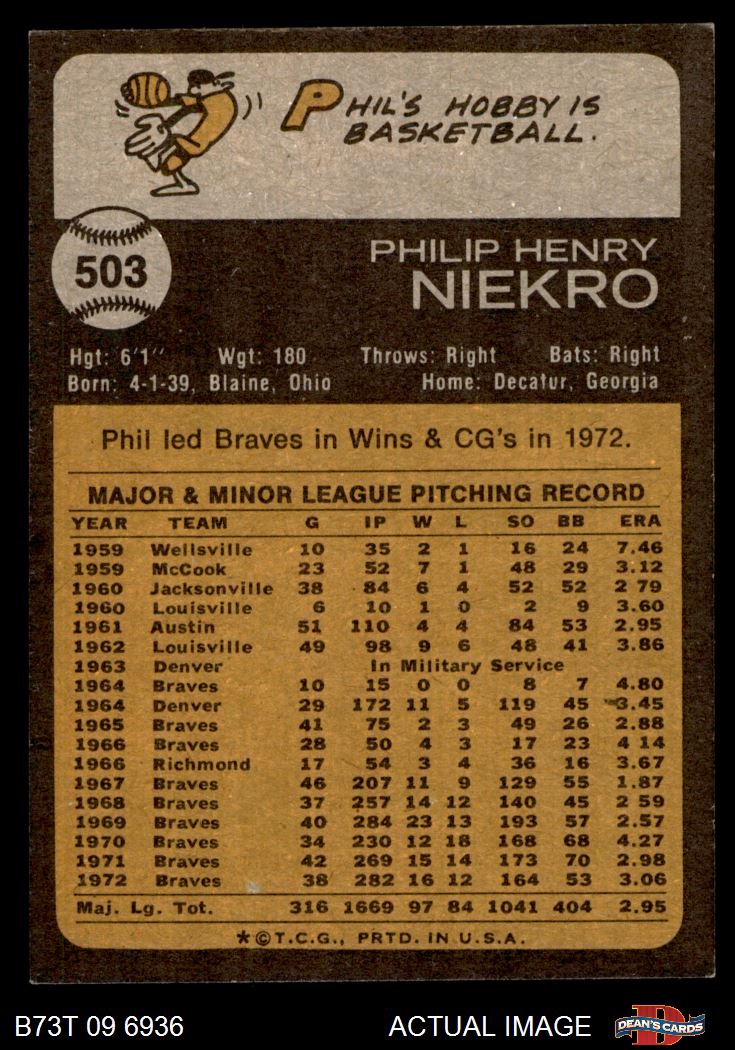 PHIL'S HOBBY IS
BASKETBALL.
503
PHILIP HENRY
NIEKRO
Hgt: 6'1" Wgt: 180 Throws: Right Bats: Right
Born: 4-1-39, Blaine, Ohio Home: Decatur, Georgia
Phil led Braves in Wins & CG's in 1972.
MAJOR & MINOR LEAGUE PITCHING RECORD
YEAR TEAM G IP W L SO BB ERA
1959 Wellsville 10 35 2 1 16 24 7.46
1959 McCook 23 52 7 1 48 29 3.12
1960 Jacksonville 38 84 6 4 52 52 2 79
1960 Louisville 6 10 1 0 2 9 3.60
1961 Austin 51 110 4 4 84 53 2.95
1962 Louisville 49 98 9 6 48 41 3.86
1963 Denver In Military Service
1964 Braves 10 15 0 0 8 7 4.80
1964 Denver 29 172 11 5 119 45 3.45
1965 Braves 41 75 2 3 49 26 2.88
1966 Braves 28 50 4 3 17 23 4 14
1966 Richmond 17 54 3 4 36 16 3.67
1967 Braves 46 207 11 9 129 55 1.87
1968 Braves 37 257 14 12 140 45 2 59
1969 Braves 40 284 23 13 193 57 2.57
1970 Braves 34 230 12 18 168 68 4.27
1971 Braves 42 269 15 14 173 70 2.98
1972 Braves 38 282 16 12 164 53 3.06
Maj. Lg. Tot. 316 1669 97 84 1041 404 2.95
*©T.C.G., PRTD. IN U.S.A.
B73T 09 6936 ACTUAL IMAGE D DEAN'S CARDS